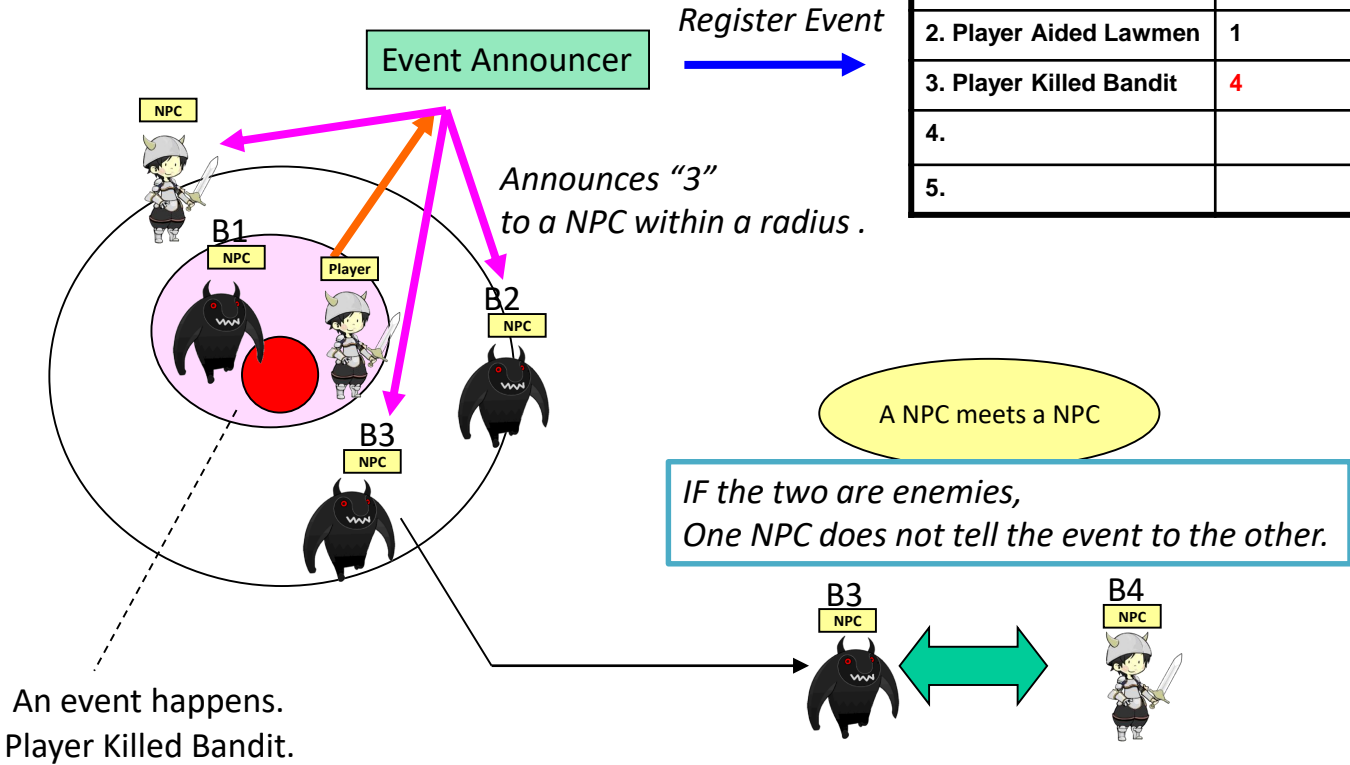 Register Event
Event Announcer
2. Player Aided Lawmen 1
3. Player Killed Bandit 4
4.
5.
NPC
Announces “3”
to a NPC within a radius .
B1
NPC
Player
B2
NPC
B3
NPC
A NPC meets a NPC
IF the two are enemies,
One NPC does not tell the event to the other.
B3
NPC
B4
NPC
An event happens.
Player Killed Bandit.